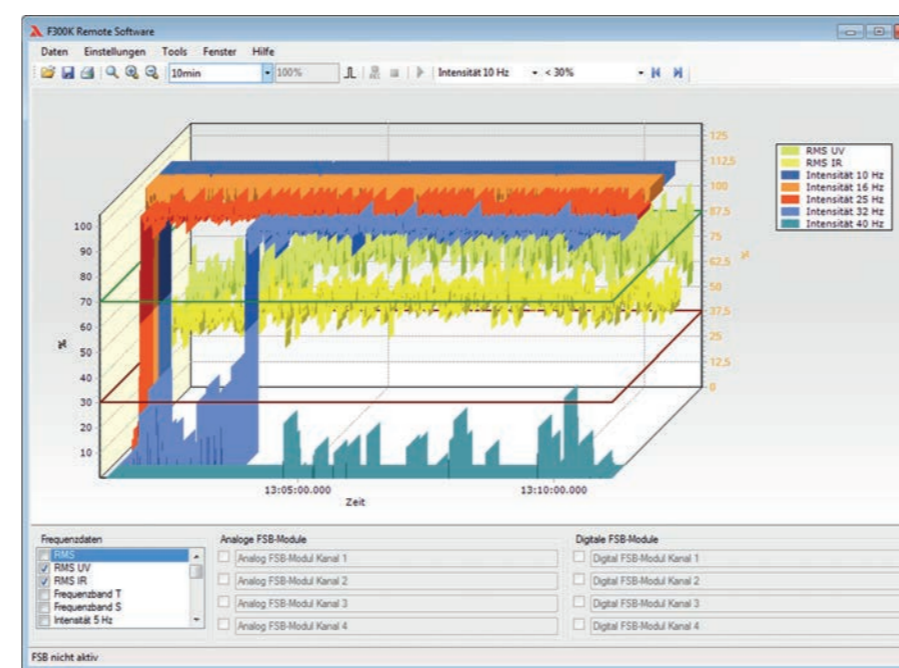 F300K Remote Software
Daten Einstellungen Tools Fenster Hilfe
10min 100% Intensität 10 Hz < 30%
RMS UV
RMS IR
Intensität 10 Hz
Intensität 16 Hz
Intensität 25 Hz
Intensität 32 Hz
Intensität 40 Hz
100
90
80
70
60
50
40
30
20
10
%
125
112,5
100
87,5
75
62,5
50
37,5
25
12,5
0
%
13:05:00.000 13:10:00.000
Zeit
Frequenzdaten
RMS
RMS UV
RMS IR
Frequenzband T
Frequenzband S
Intensität 5 Hz
Analoge FSB-Module
Analog FSB-Modul Kanal 1
Analog FSB-Modul Kanal 2
Analog FSB-Modul Kanal 3
Analog FSB-Modul Kanal 4
Digitale FSB-Module
Digital FSB-Modul Kanal 1
Digital FSB-Modul Kanal 2
Digital FSB-Modul Kanal 3
Digital FSB-Modul Kanal 4
FSB nicht aktiv